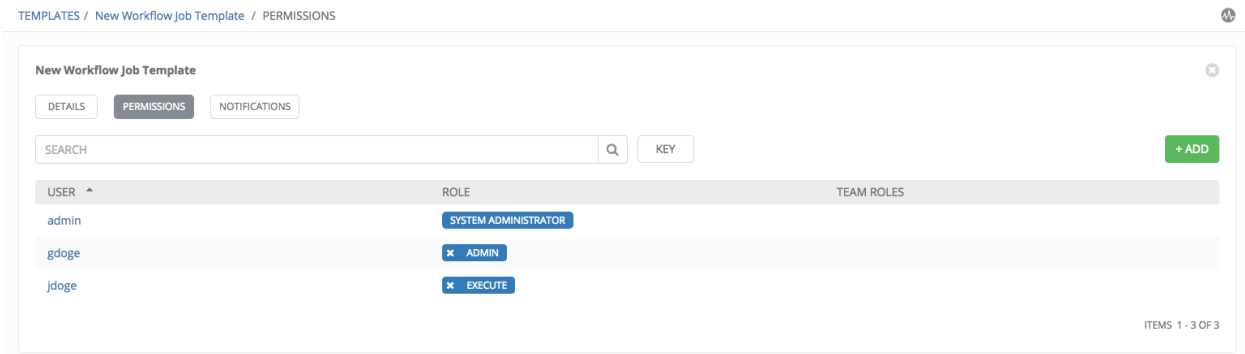 TEMPLATES / New Workflow Job Template / PERMISSIONS
New Workflow Job Template
DETAILS PERMISSIONS NOTIFICATIONS
SEARCH KEY + ADD
USER ROLE TEAM ROLES
admin SYSTEM ADMINISTRATOR
gdoge × ADMIN
jdoge × EXECUTE
ITEMS 1 - 3 OF 3